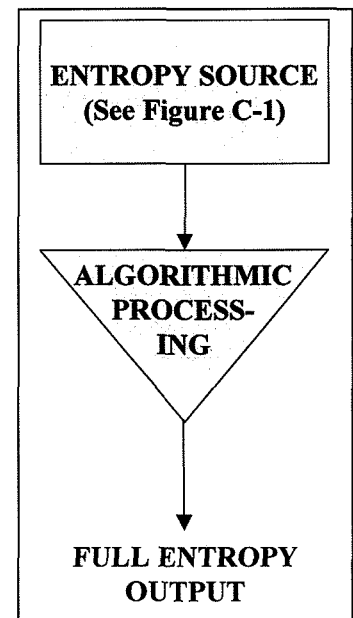 ENTROPY SOURCE
(See Figure C-1)
ALGORITHMIC
PROCESS-
ING
FULL ENTROPY
OUTPUT